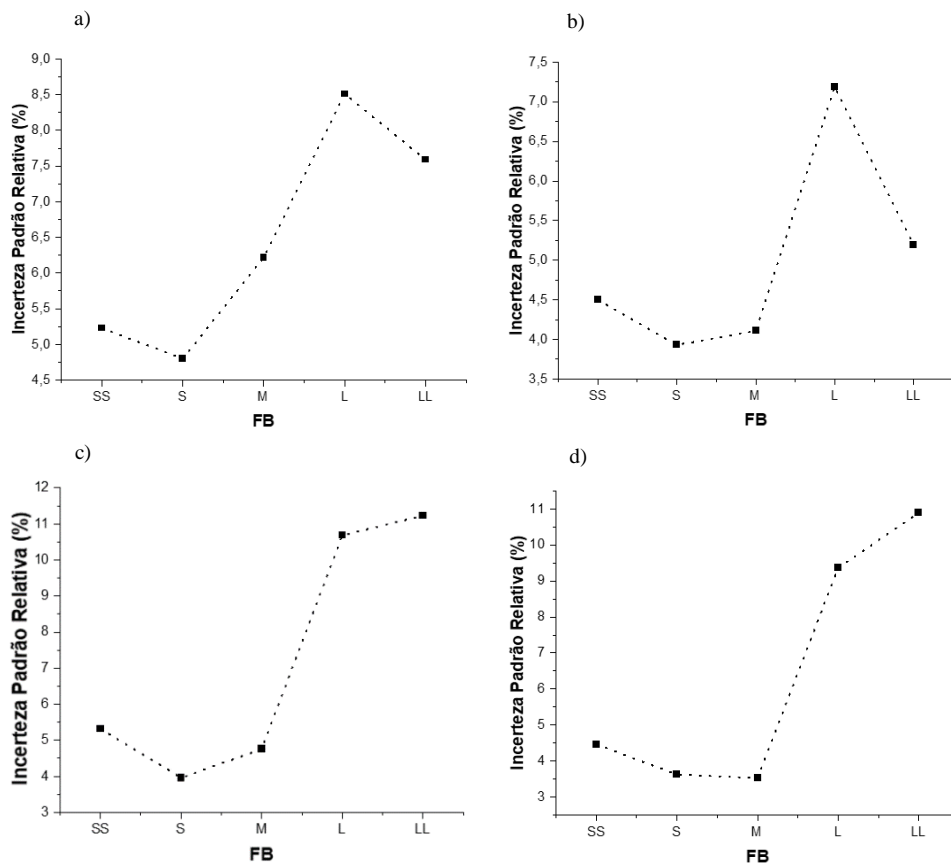 a)
9,0
8,5
8,0
7,5
7,0
6,5
6,0
5,5
5,0
4,5
Incerteza Padrão Relativa (%)
SS S M L LL
FB
b)
7,5
7,0
6,5
6,0
5,5
5,0
4,5
4,0
3,5
Incerteza Padrão Relativa (%)
SS S M L LL
FB
c)
12
11
10
9
8
7
6
5
4
3
Incerteza Padrão Relativa (%)
SS S M L LL
FB
d)
11
10
9
8
7
6
5
4
3
Incerteza Padrão Relativa (%)
SS S M L LL
FB